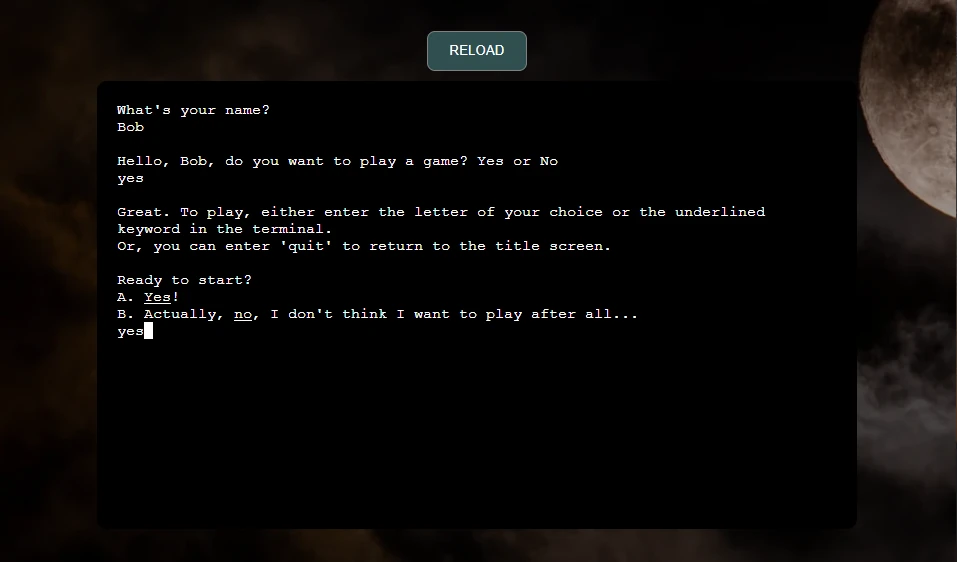 RELOAD
What's your name?
Bob
Hello, Bob, do you want to play a game? Yes or No
yes
Great. To play, either enter the letter of your choice or the underlined
keyword in the terminal.
Or, you can enter 'quit' to return to the title screen.
Ready to start?
A. Yes!
B. Actually, no, I don't think I want to play after all...
yes